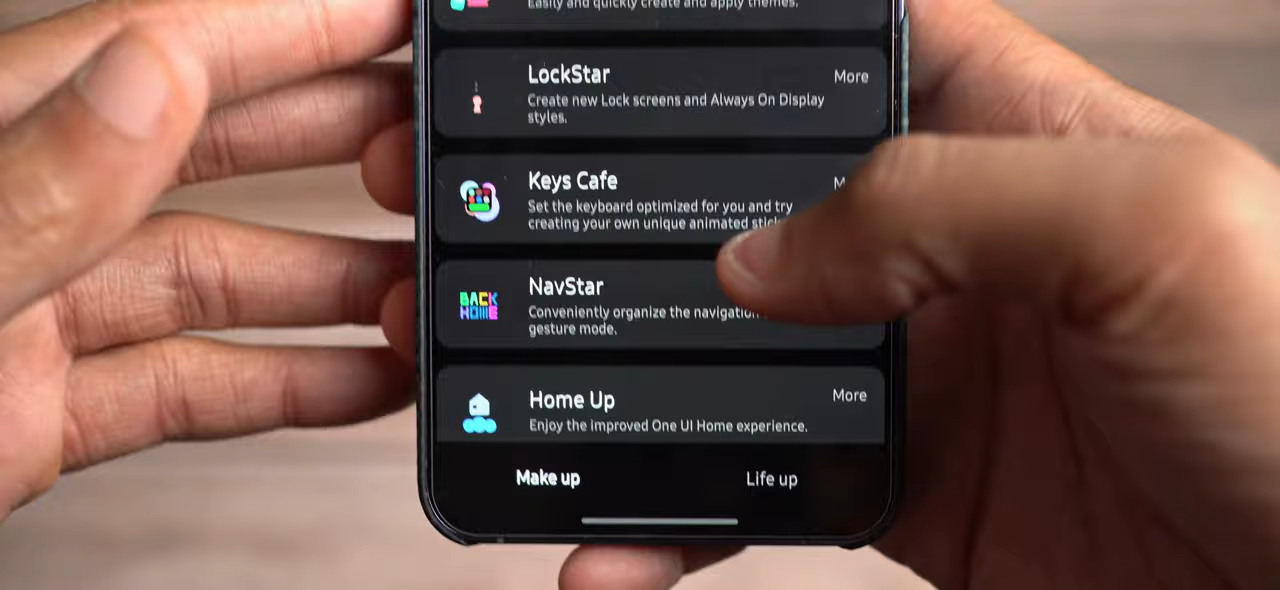 Easily and quickly create and apply themes.
LockStar
More
Create new Lock screens and Always On Display
styles.
Keys Cafe
Set the keyboard optimized for you and try
creating your own unique animated
NavStar
BACK
HOME
Conveniently organize the navigation
gesture mode.
Home Up
More
Enjoy the improved One UI Home experience.
Make up
Life up